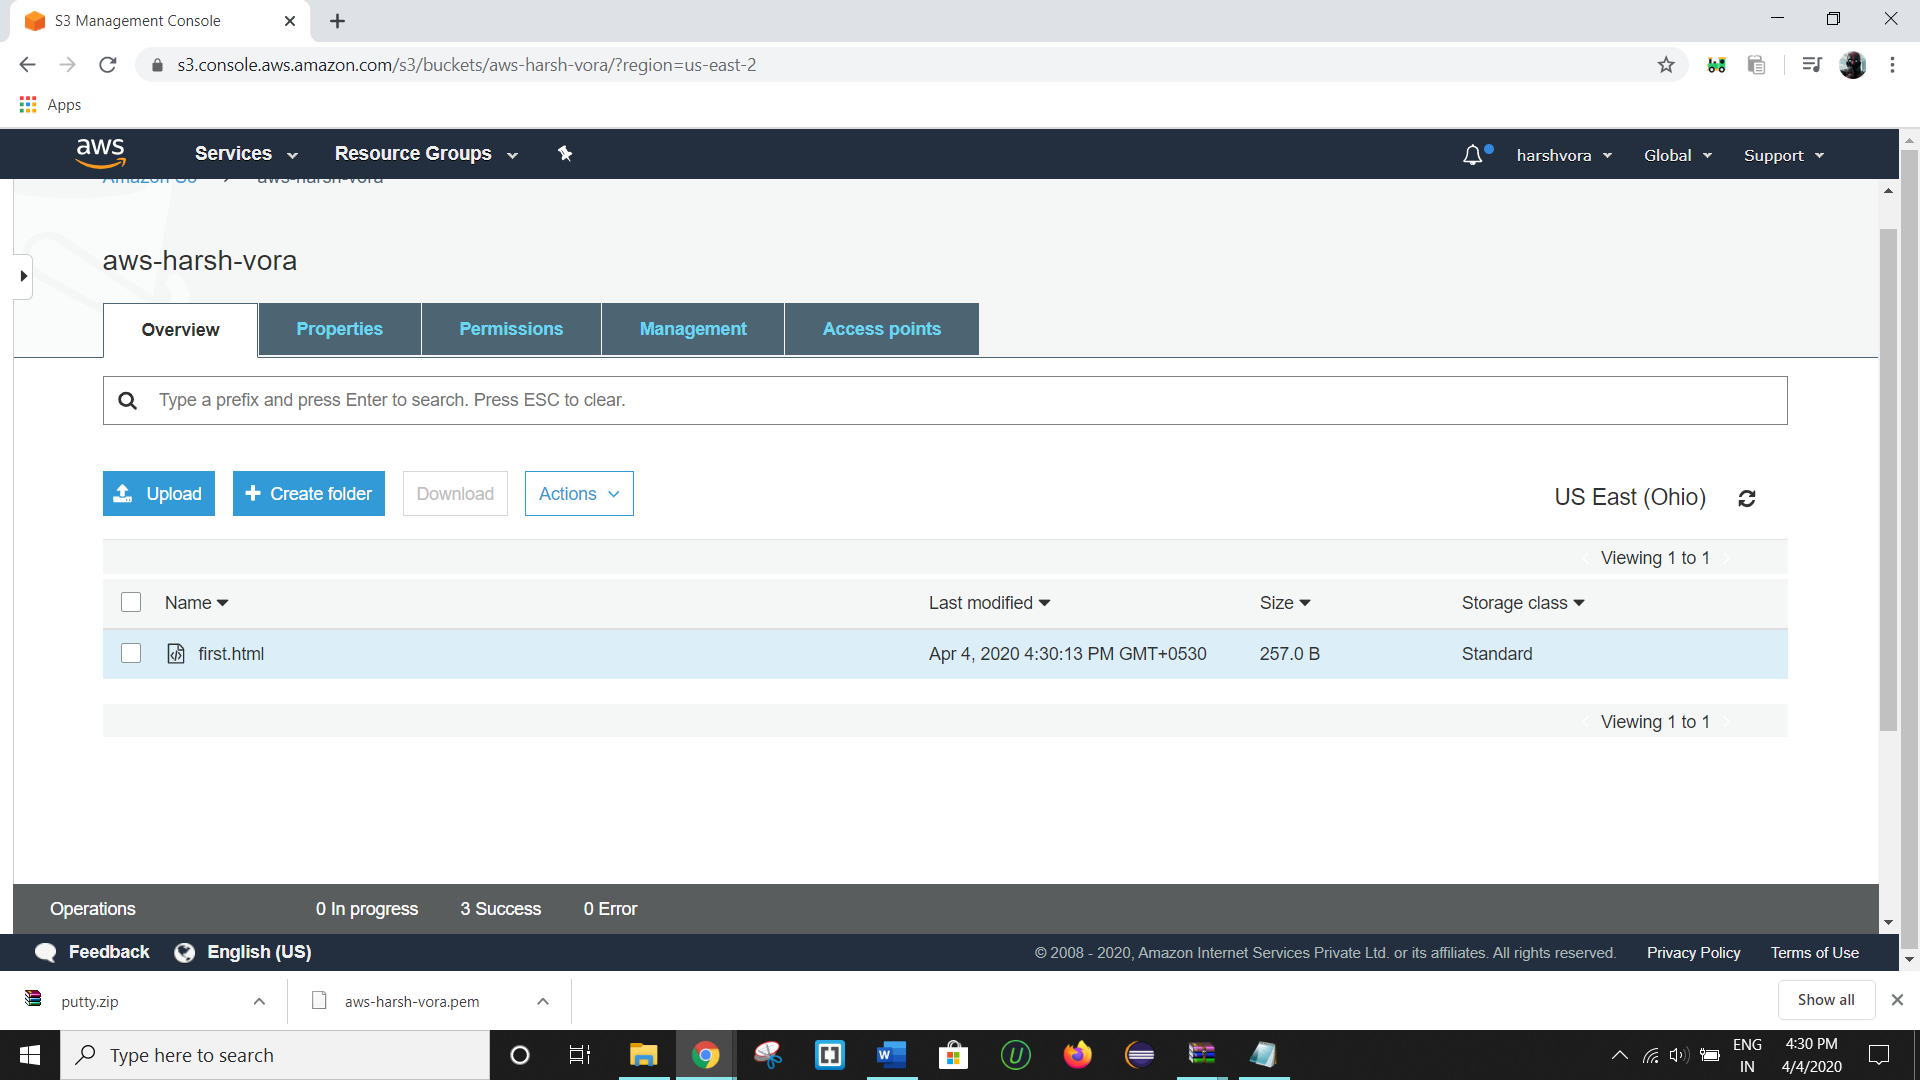 S3 Management Console
s3.console.aws.amazon.com/s3/buckets/aws-harsh-vora/?region=us-east-2
Apps
aws Services Resource Groups harshvora Global Support
Amazon S3 aws-harsh-vora
aws-harsh-vora
Overview Properties Permissions Management Access points
Type a prefix and press Enter to search. Press ESC to clear.
Upload Create folder Download Actions US East (Ohio)
Viewing 1 to 1
Name Last modified Size Storage class
first.html Apr 4, 2020 4:30:13 PM GMT+0530 257.0 B Standard
Viewing 1 to 1
Operations 0 In progress 3 Success 0 Error
Feedback English (US) © 2008 - 2020, Amazon Internet Services Private Ltd. or its affiliates. All rights reserved. Privacy Policy Terms of Use
putty.zip aws-harsh-vora.pem Show all
Type here to search
ENG
IN
4:30 PM
4/4/2020